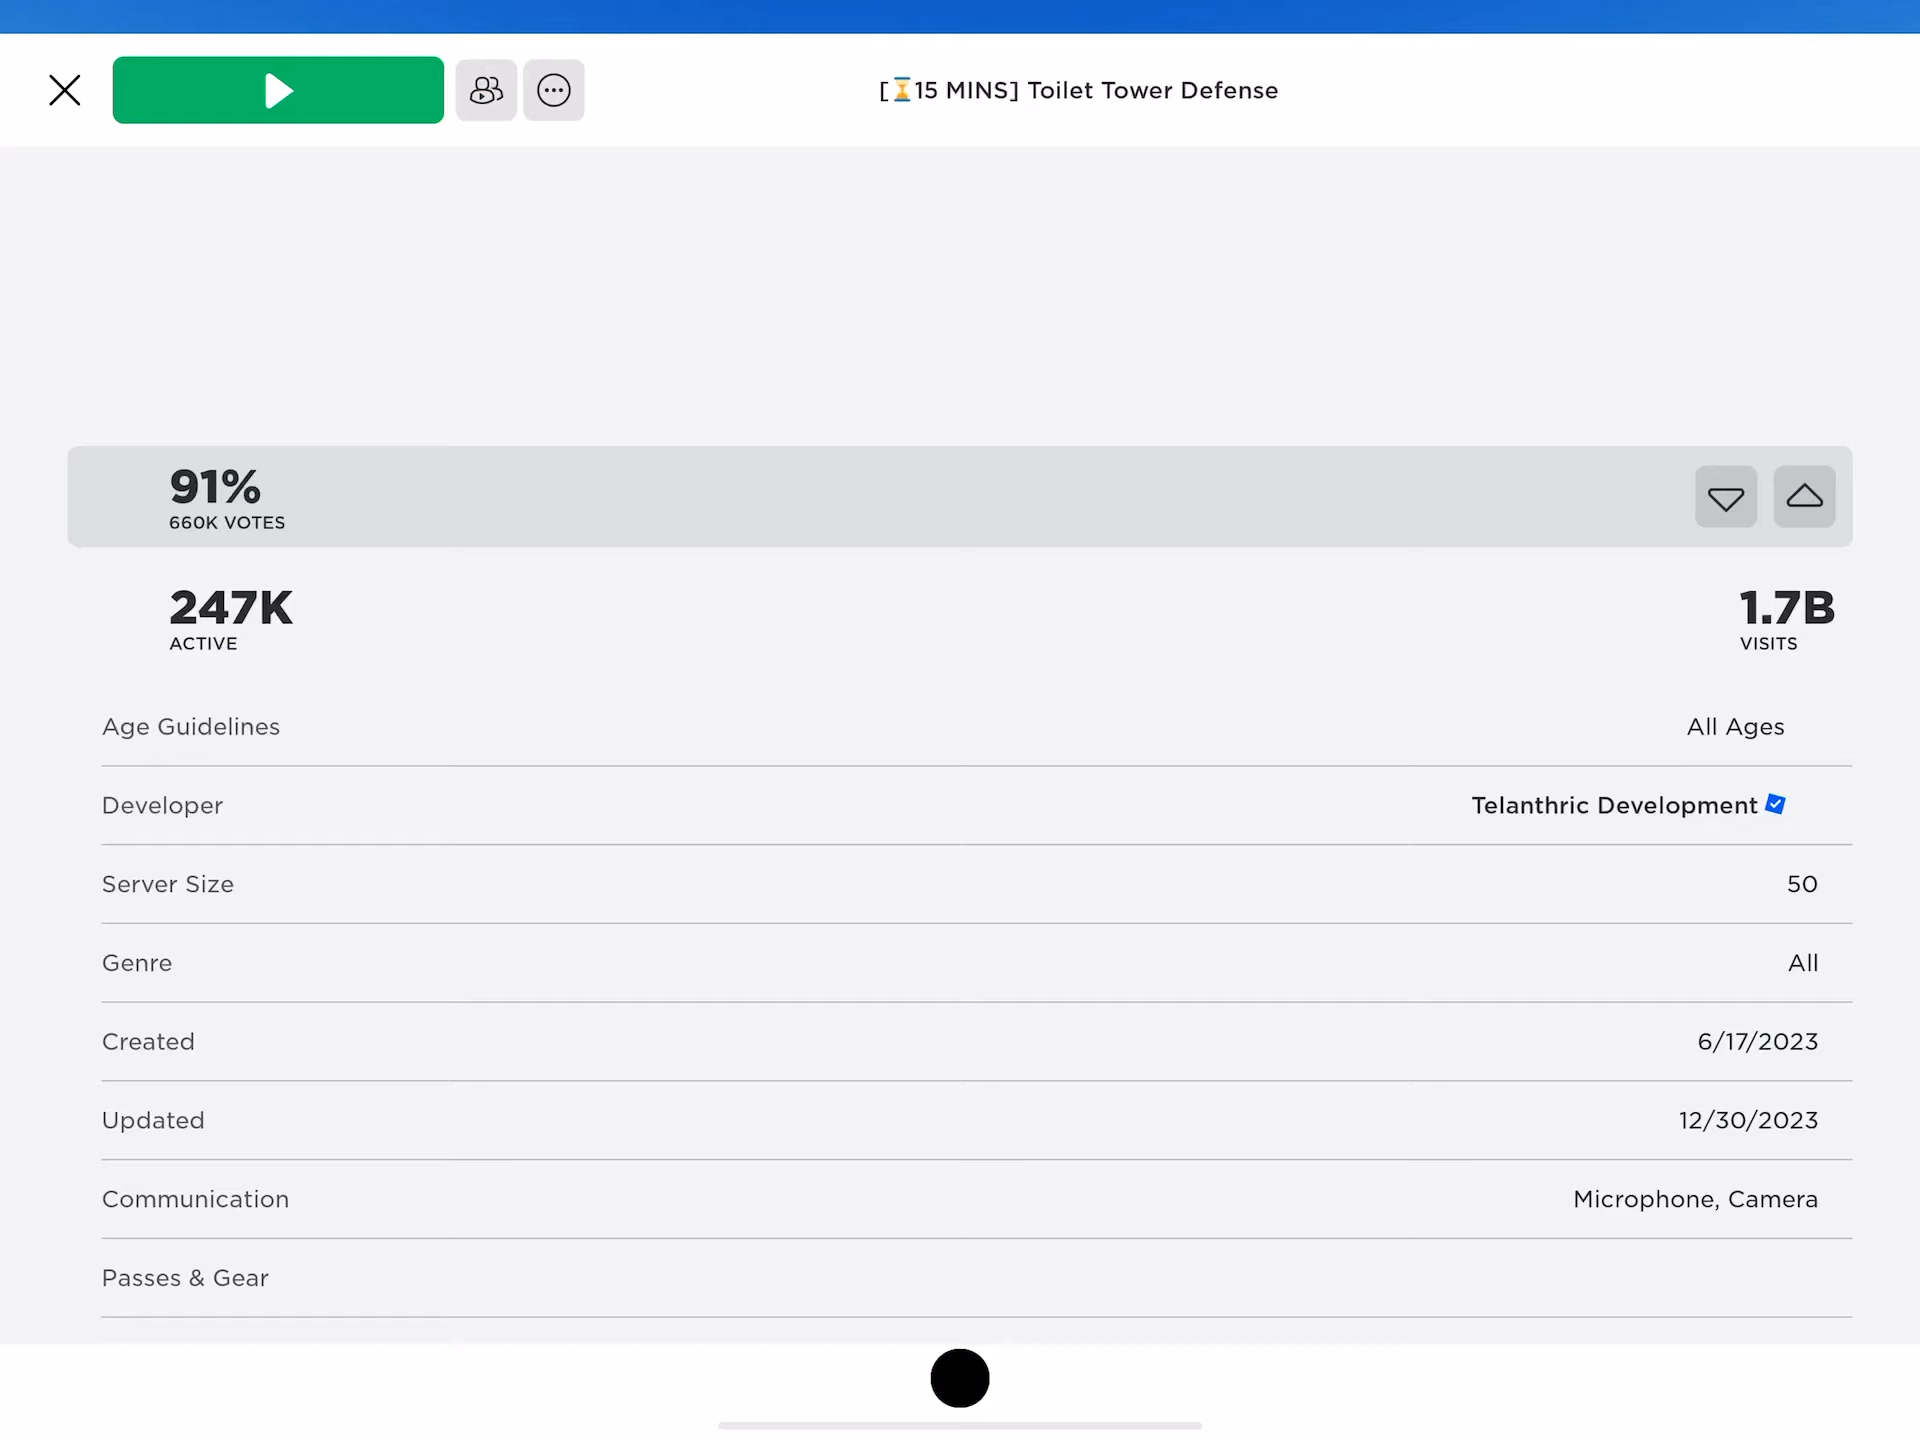 [⌛15 MINS] Toilet Tower Defense
91%
660K VOTES
247K
ACTIVE
1.7B
VISITS
Age Guidelines All Ages
Developer Telanthric Development
Server Size 50
Genre All
Created 6/17/2023
Updated 12/30/2023
Communication Microphone, Camera
Passes & Gear